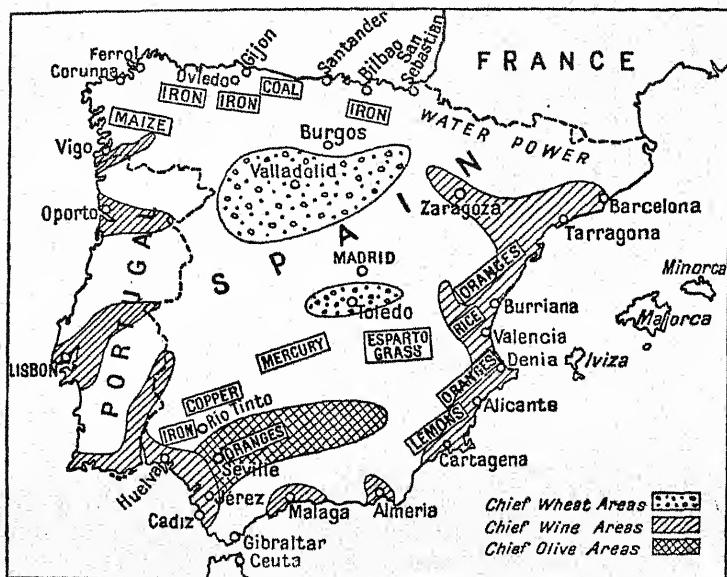 FRANCE
Ferrol
Corunna
Oviedo
Gijon
Santander
Bilbao
San
Sebastian
IRON
IRON
COAL
IRON
MAIZE
WATER POWER
Vigo
Burgos
Valladolid
Oporto
Zaragoza
Barcelona
Tarragona
SPAIN
MADRID
PORTUGAL
Toledo
ORANGES
RICE
Burriana
Valencia
Minorca
Majorca
Iviza
LISBON
MERCURY
ESPARTO
GRASS
ORANGES
Denia
LEMONS
Alicante
COPPER
IRON
Rio Tinto
ORANGES
Seville
Cartagena
Huelva
Jérez
Cadiz
Malaga
Almeria
Gibraltar
Ceuta
Chief Wheat Areas
Chief Wine Areas
Chief Olive Areas